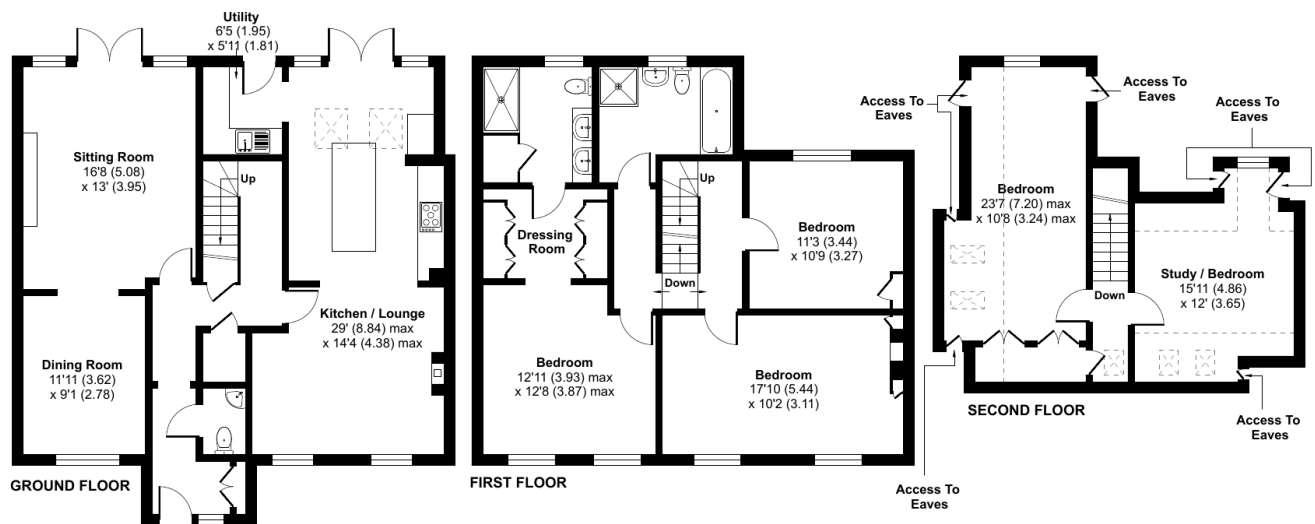 Utility
6'5 (1.95)
x 5'11 (1.81)
Sitting Room
16'8 (5.08)
x 13' (3.95)
Up
Kitchen / Lounge
29' (8.84) max
x 14'4 (4.38) max
Dining Room
11'11 (3.62)
x 9'1 (2.78)
GROUND FLOOR
Up
Dressing
Room
Bedroom
11'3 (3.44)
x 10'9 (3.27)
Down
Bedroom
12'11 (3.93) max
x 12'8 (3.87) max
Bedroom
17'10 (5.44)
x 10'2 (3.11)
FIRST FLOOR
Access To
Eaves
Access To
Eaves
Access To
Eaves
Bedroom
23'7 (7.20) max
x 10'8 (3.24) max
Study / Bedroom
15'11 (4.86)
x 12' (3.65)
Down
SECOND FLOOR
Access To
Eaves
Access To
Eaves